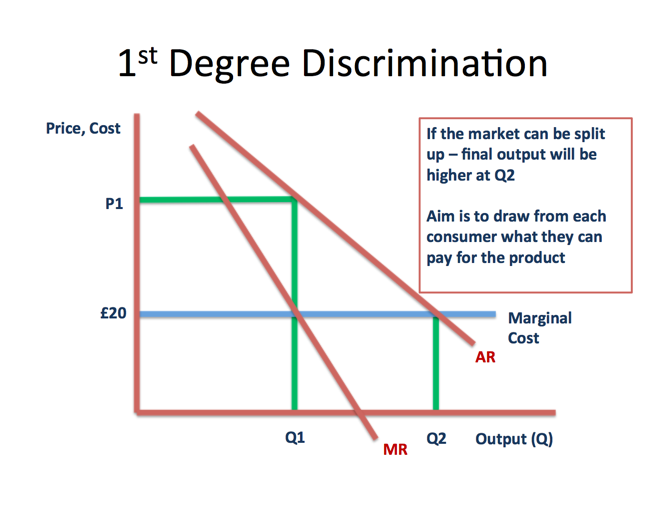 1st Degree Discrimination
Price, Cost
If the market can be split
up – final output will be
higher at Q2
Aim is to draw from each
consumer what they can
pay for the product
P1
£20
Marginal
Cost
AR
Q1
Q2
Output (Q)
MR